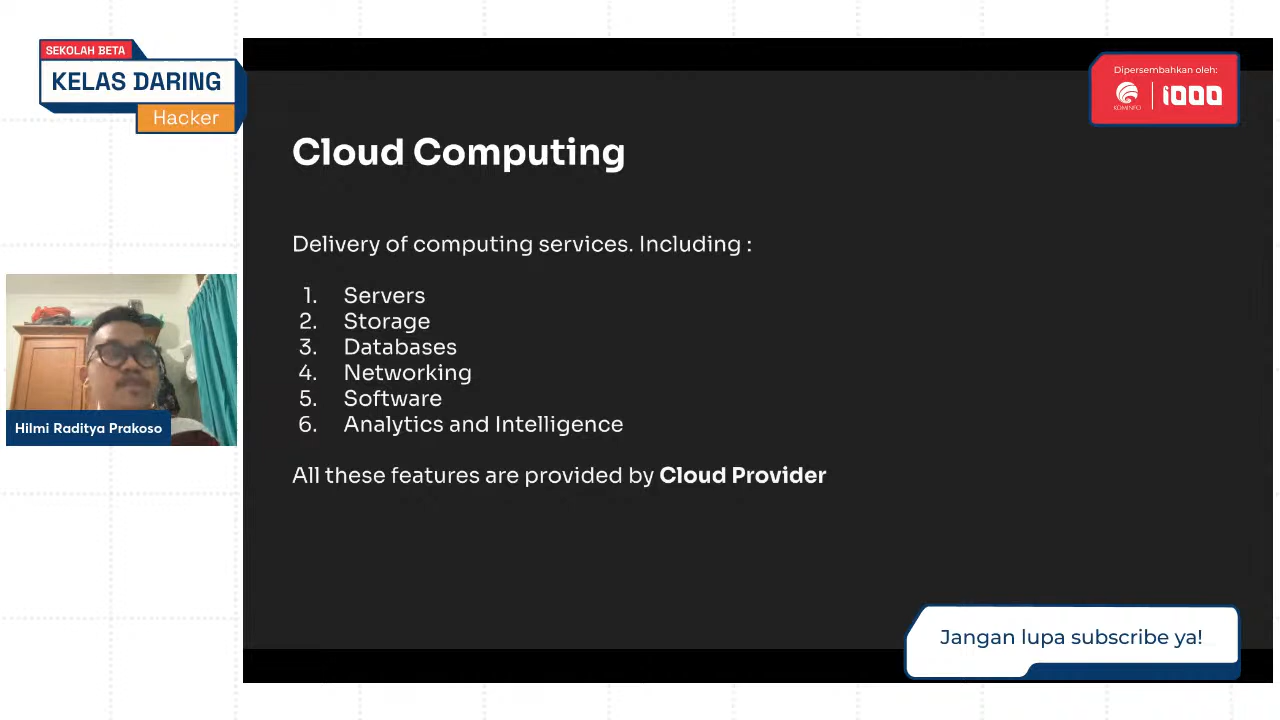 SEKOLAH BETA
KELAS DARING
Hacker
Dipersembahkan oleh:
KOMINFO
1000
Cloud Computing
Delivery of computing services. Including :
1. Servers
2. Storage
3. Databases
4. Networking
5. Software
6. Analytics and Intelligence
All these features are provided by Cloud Provider
Hilmi Raditya Prakoso
Jangan lupa subscribe ya!